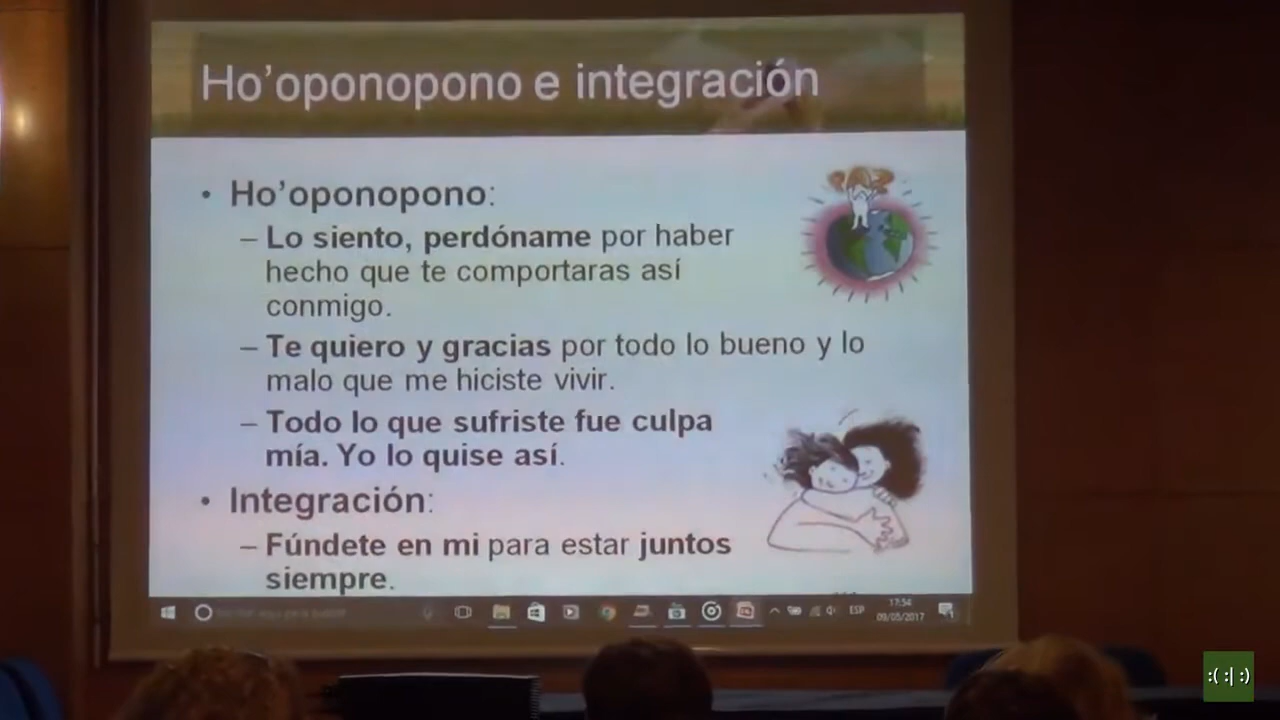 Ho'oponopono e integración
• Ho'oponopono:
– Lo siento, perdóname por haber
hecho que te comportaras así
conmigo.
– Te quiero y gracias por todo lo bueno y lo
malo que me hiciste vivir.
– Todo lo que sufriste fue culpa
mía. Yo lo quise así.
• Integración:
– Fúndete en mi para estar juntos
siempre.
ESP
17:54
09/05/2017
:( :| :)